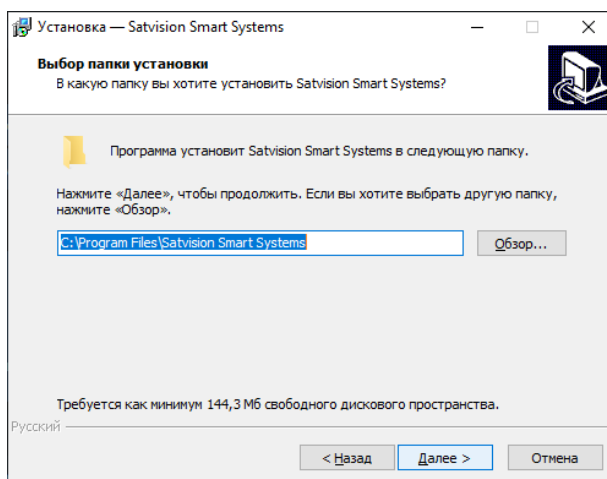 Установка — Satvision Smart Systems
Выбор папки установки
В какую папку вы хотите установить Satvision Smart Systems?
Программа установит Satvision Smart Systems в следующую папку.
Нажмите «Далее», чтобы продолжить. Если вы хотите выбрать другую папку,
нажмите «Обзор».
C:\Program Files\Satvision Smart Systems
Обзор...
Требуется как минимум 144,3 Мб свободного дискового пространства.
Русский
< Назад
Далее >
Отмена